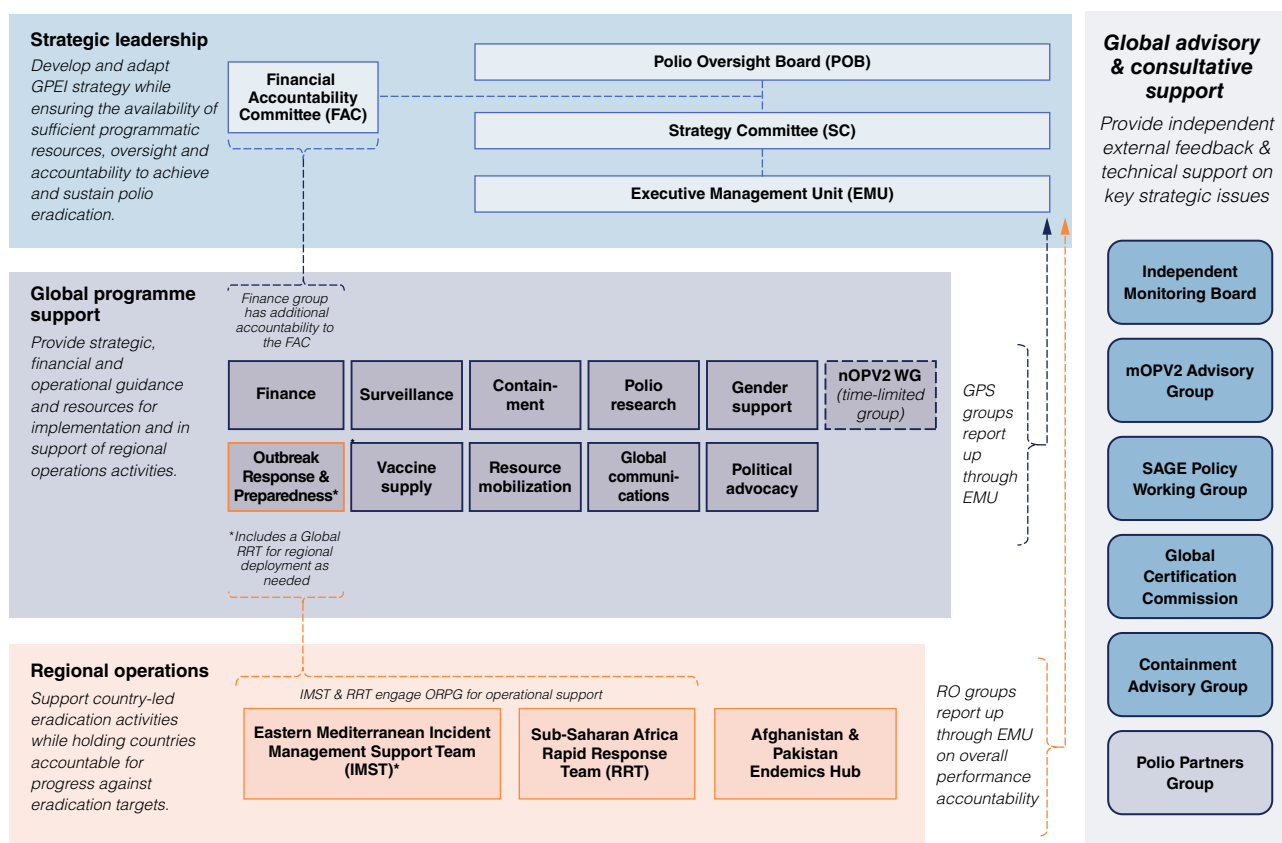 Strategic leadership
Develop and adapt
GPEI strategy while
ensuring the availability of
sufficient programmatic
resources, oversight and
accountability to achieve
and sustain polio
eradication.
Financial
Accountability
Committee (FAC)
Polio Oversight Board (POB)
Strategy Committee (SC)
Executive Management Unit (EMU)
Global programme
support
Provide strategic,
financial and
operational guidance
and resources for
implementation and in
support of regional
operations activities.
Finance group
has additional
accountability to
the FAC
Finance
Surveillance
Contain-
ment
Polio
research
Gender
support
nOPV2 WG
(time-limited
group)
Outbreak
Response &
Preparedness*
*
Vaccine
supply
Resource
mobilization
Global
communi-
cations
Political
advocacy
*Includes a Global
RRT for regional
deployment as
needed
GPS
groups
report
up
through
EMU
Regional operations
Support country-led
eradication activities
while holding countries
accountable for
progress against
eradication targets.
IMST & RRT engage ORPG for operational support
Eastern Mediterranean Incident
Management Support Team
(IMST)*
Sub-Saharan Africa
Rapid Response
Team (RRT)
Afghanistan &
Pakistan
Endemics Hub
RO groups
report up
through EMU
on overall
performance
accountability
Global advisory
& consultative
support
Provide independent
external feedback &
technical support on
key strategic issues
Independent
Monitoring Board
mOPV2 Advisory
Group
SAGE Policy
Working Group
Global
Certification
Commission
Containment
Advisory Group
Polio Partners
Group